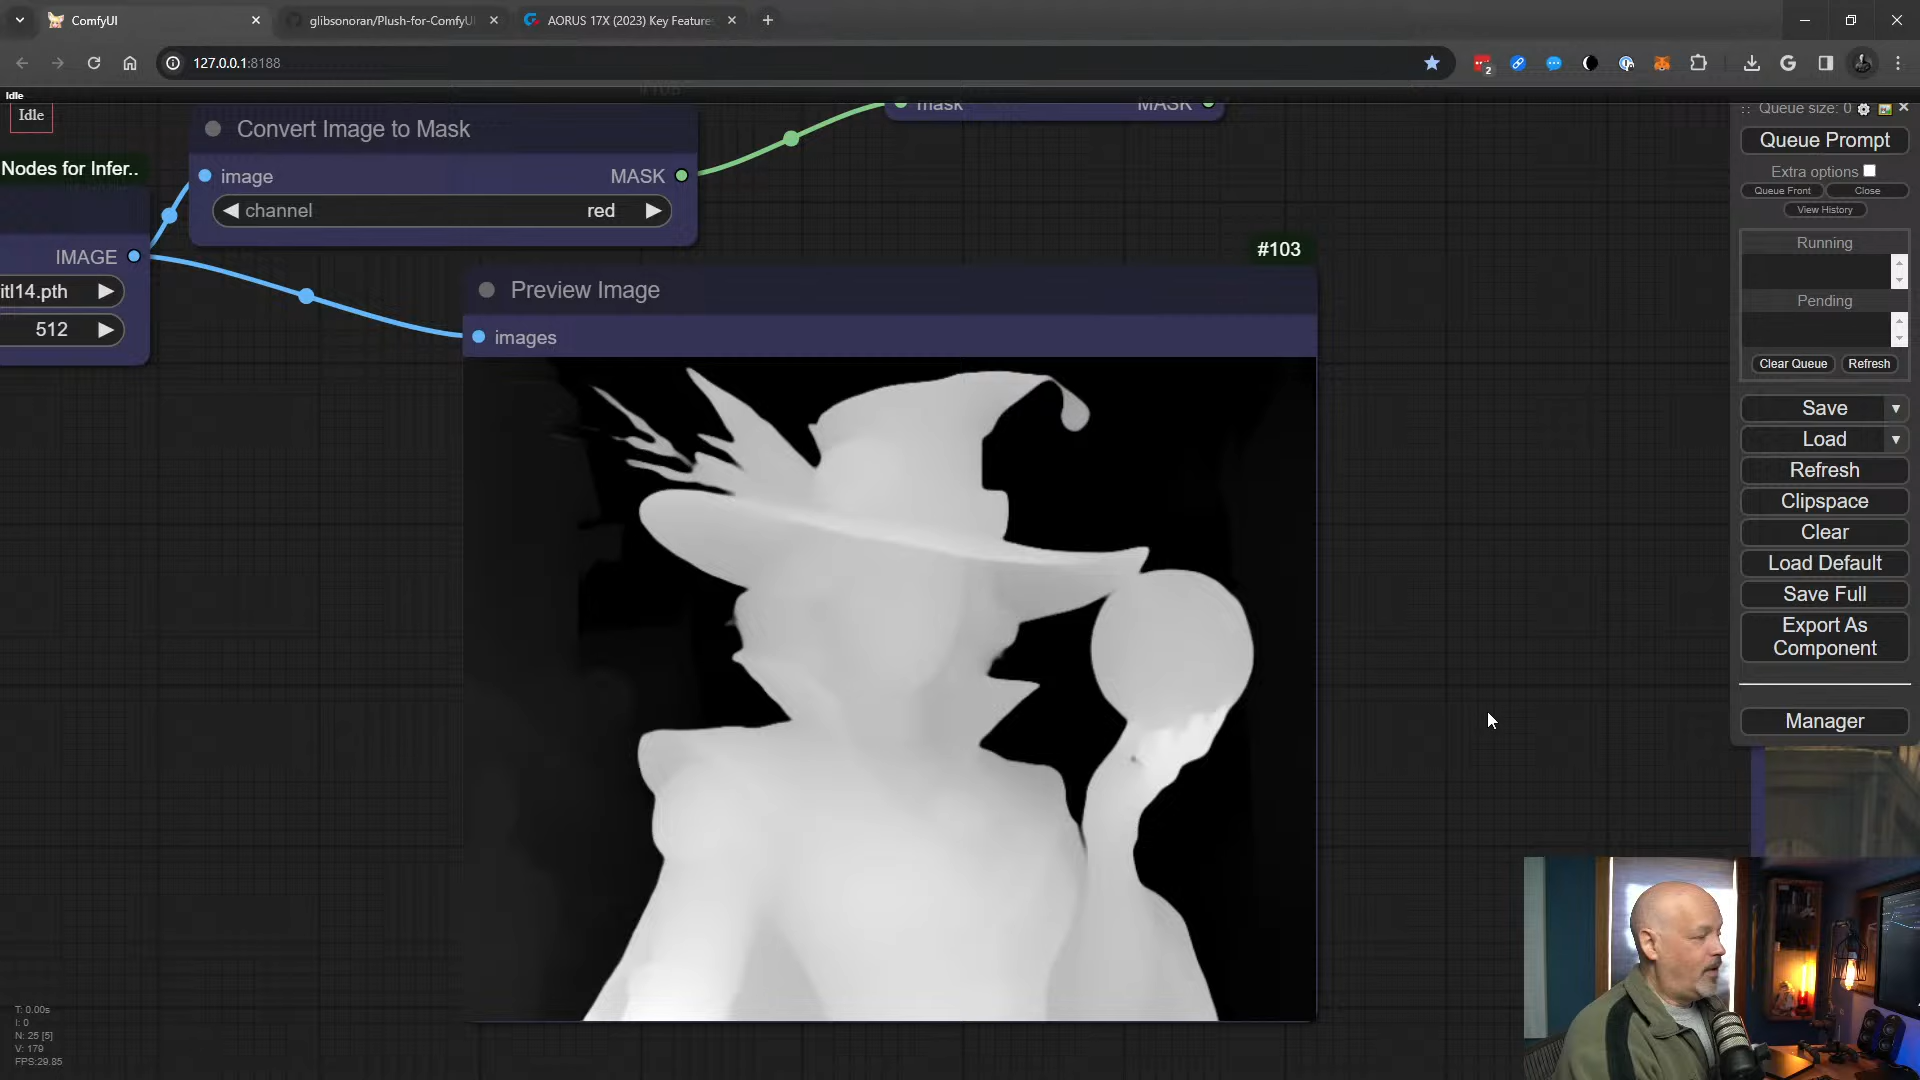 ComfyUI
glibsonoran/Plush-for-ComfyUI
AORUS 17X (2023) Key Feature
127.0.0.1:8188
2
Idle
Idle
Queue size: 0
Convert Image to Mask
mask MASK
Queue Prompt
Nodes for Infer..
image MASK
Extra options
Queue Front Close
channel red
View History
Running
#103
IMAGE
Preview Image
itl14.pth
Pending
512
images
Clear Queue Refresh
Save
Load
Refresh
Clipspace
Clear
Load Default
Save Full
Export As
Component
Manager
T: 0.00s
I: 0
N: 25 [5]
V: 179
FPS:29.85